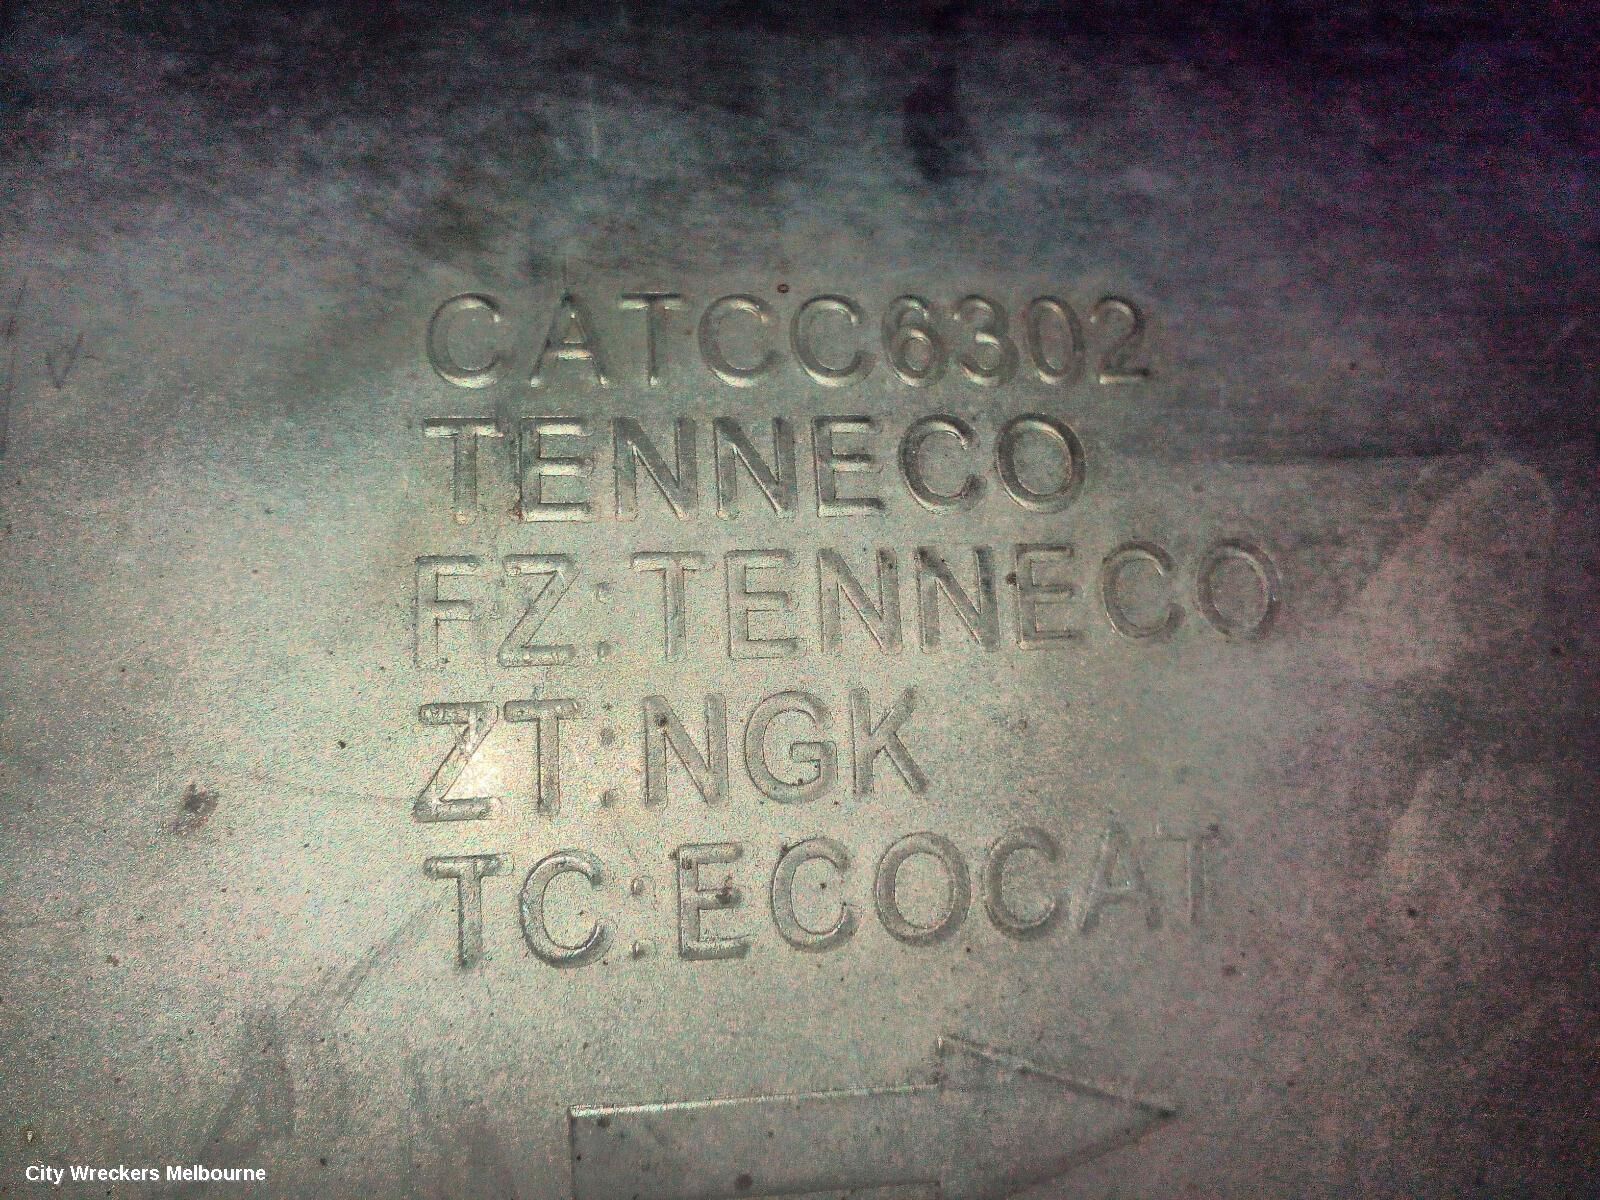 CATCC6302
TENNECO
FZ:TENNECO
ZT:NGK
TC:ECOCAT
City Wreckers Melbourne